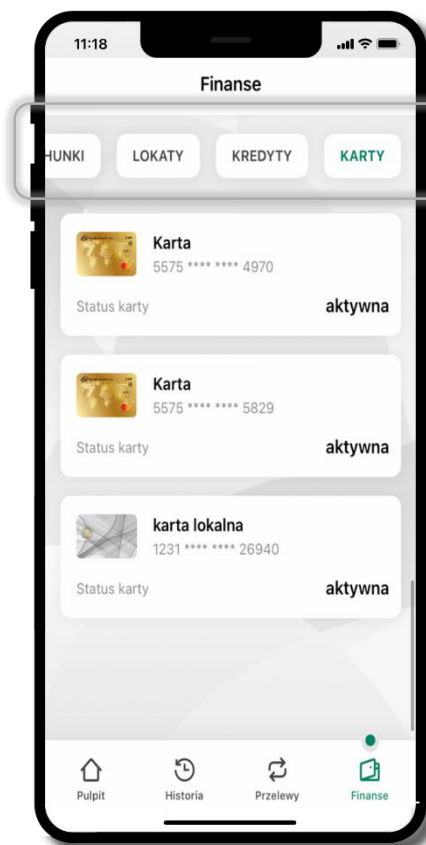 11:18
Finanse
HUNKI LOKATY KREDYTY KARTY
Karta
5575 **** **** 4970
Status karty aktywna
Karta
5575 **** **** 5829
Status karty aktywna
karta lokalna
1231 **** **** 26940
Status karty aktywna
Pulpit Historia Przelewy Finanse